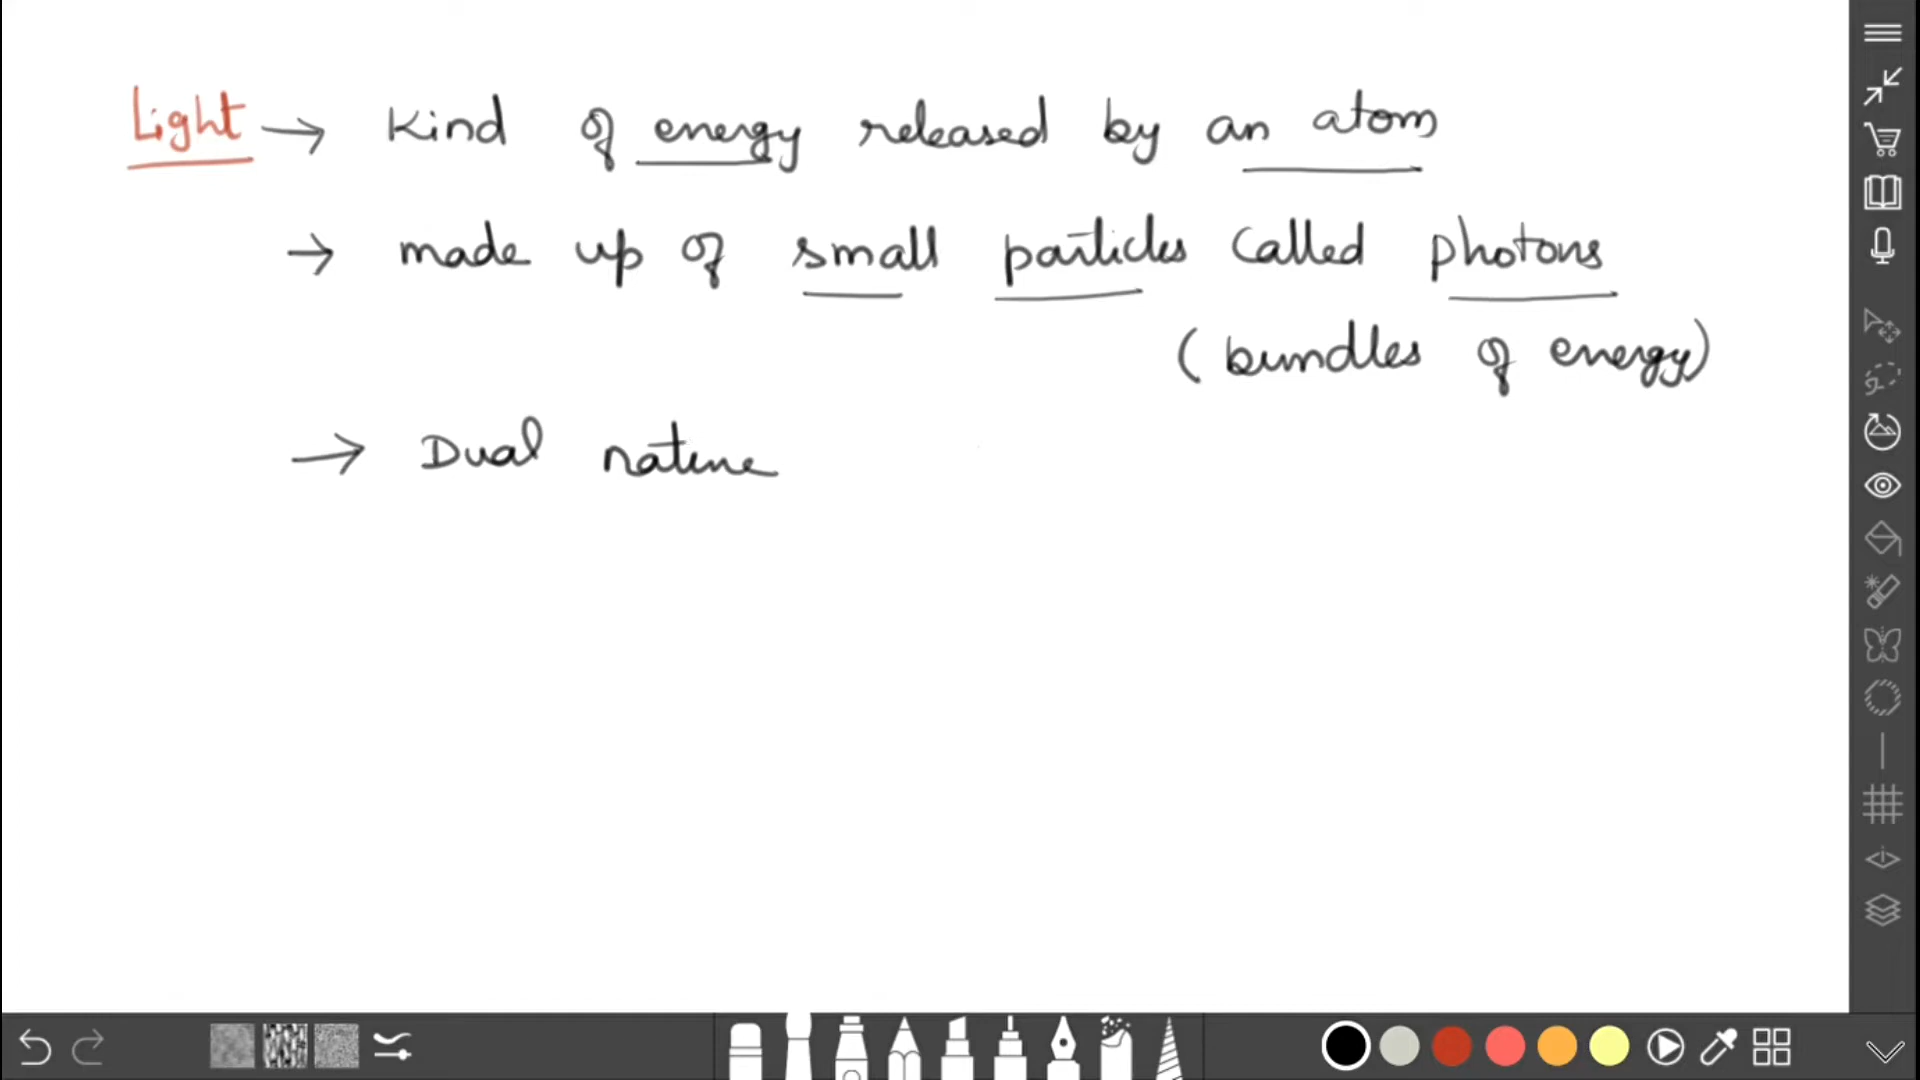 Light → Kind of energy released by an atom
→ made up of small particles called photons
(bundles of energy)
→ Dual nature